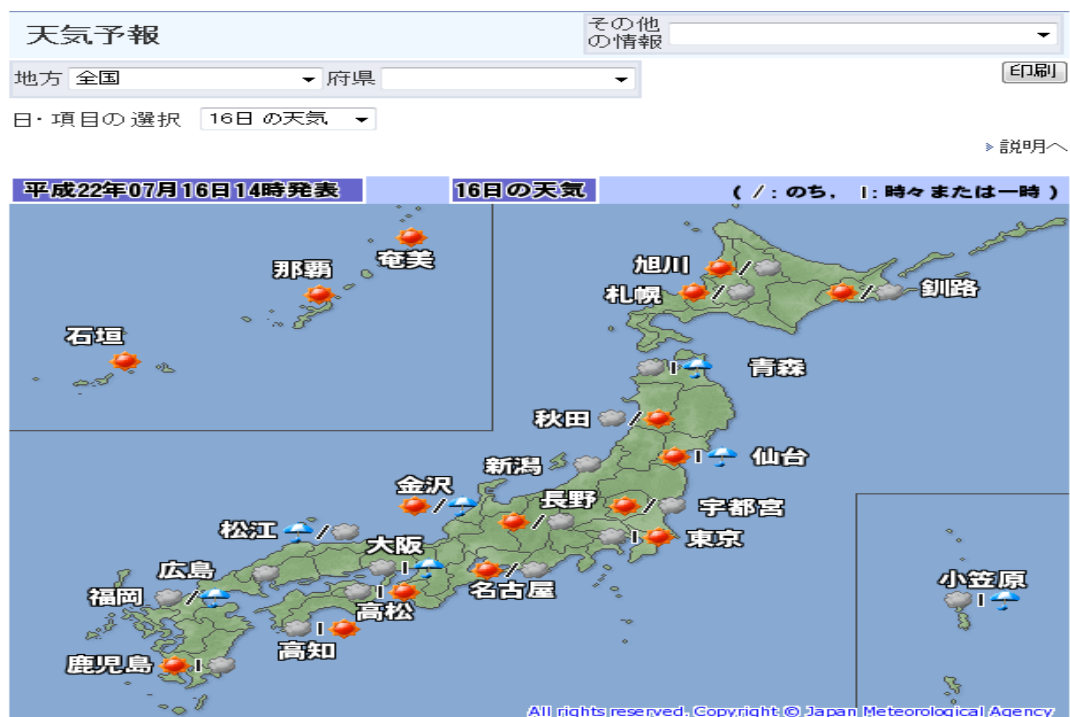 天気予報
その他
の情報
地方 全国 府県
印刷
日・項目の選択 16日 の天気
説明へ
平成22年07月16日14時発表 16日の天気 ( /:のち, |:時々または一時 )
奄美
那覇
石垣
旭川
札幌
釧路
青森
秋田
仙台
新潟
金沢
長野
宇都宮
松江
大阪
東京
広島
福岡
名古屋
高松
小笠原
高知
鹿児島
All rights reserved. Copyright © Japan Meteorological Agency